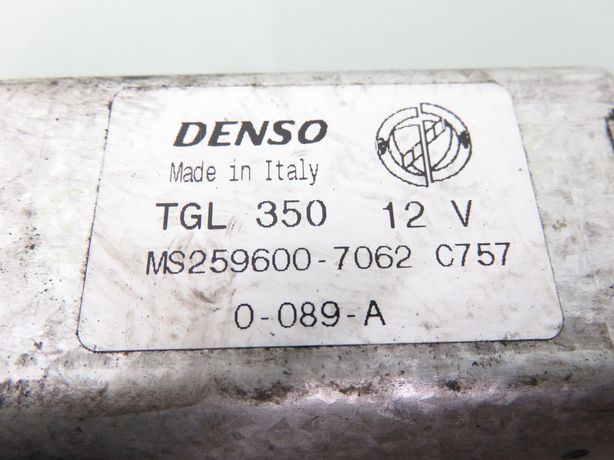 DENSO
Made in Italy
TGL 350 12 V
MS259600-7062 C757
0-089-A